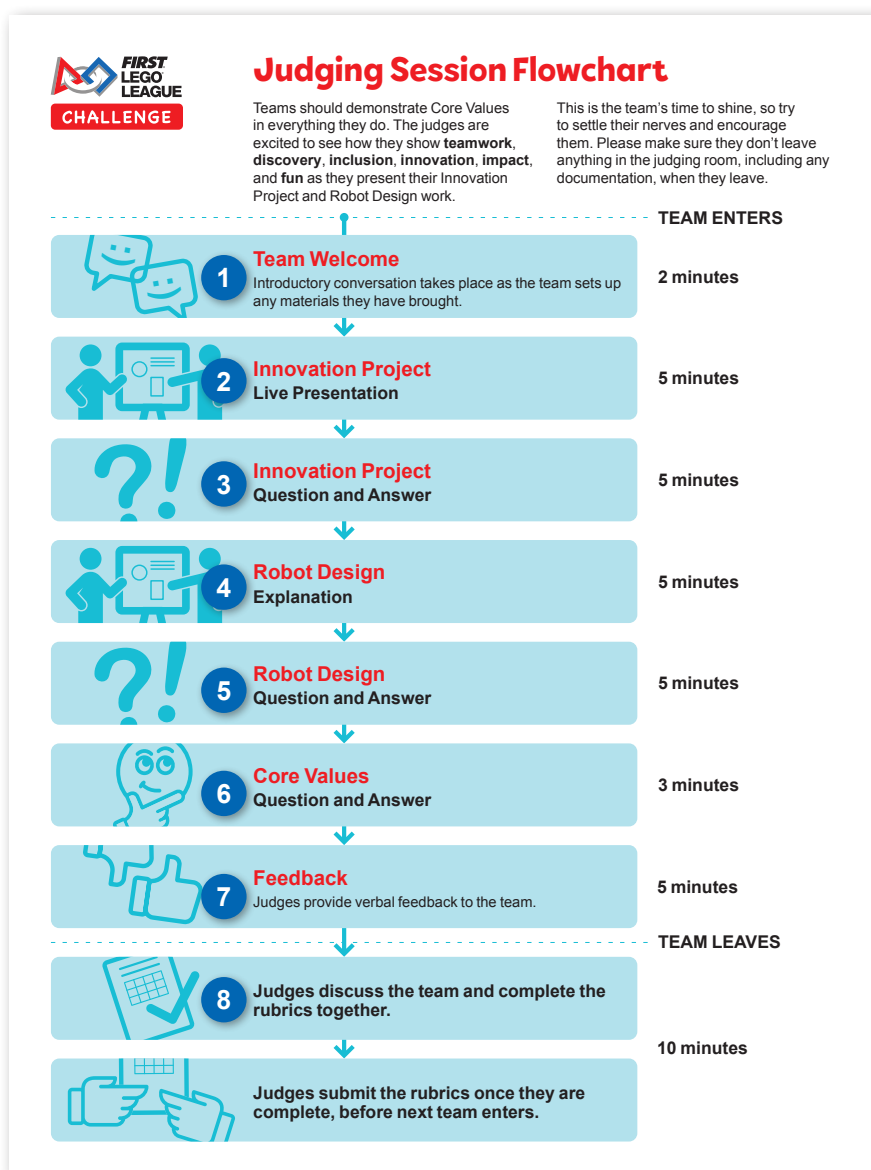 FIRST
LEGO
LEAGUE
CHALLENGE
Judging Session Flowchart
Teams should demonstrate Core Values
in everything they do. The judges are
excited to see how they show teamwork,
discovery, inclusion, innovation, impact,
and fun as they present their Innovation
Project and Robot Design work.
This is the team’s time to shine, so try
to settle their nerves and encourage
them. Please make sure they don’t leave
anything in the judging room, including any
documentation, when they leave.
TEAM ENTERS
1
Team Welcome
Introductory conversation takes place as the team sets up
any materials they have brought.
2 minutes
2
Innovation Project
Live Presentation
5 minutes
3
Innovation Project
Question and Answer
5 minutes
4
Robot Design
Explanation
5 minutes
5
Robot Design
Question and Answer
5 minutes
6
Core Values
Question and Answer
3 minutes
7
Feedback
Judges provide verbal feedback to the team.
5 minutes
TEAM LEAVES
8
Judges discuss the team and complete the
rubrics together.
10 minutes
Judges submit the rubrics once they are
complete, before next team enters.